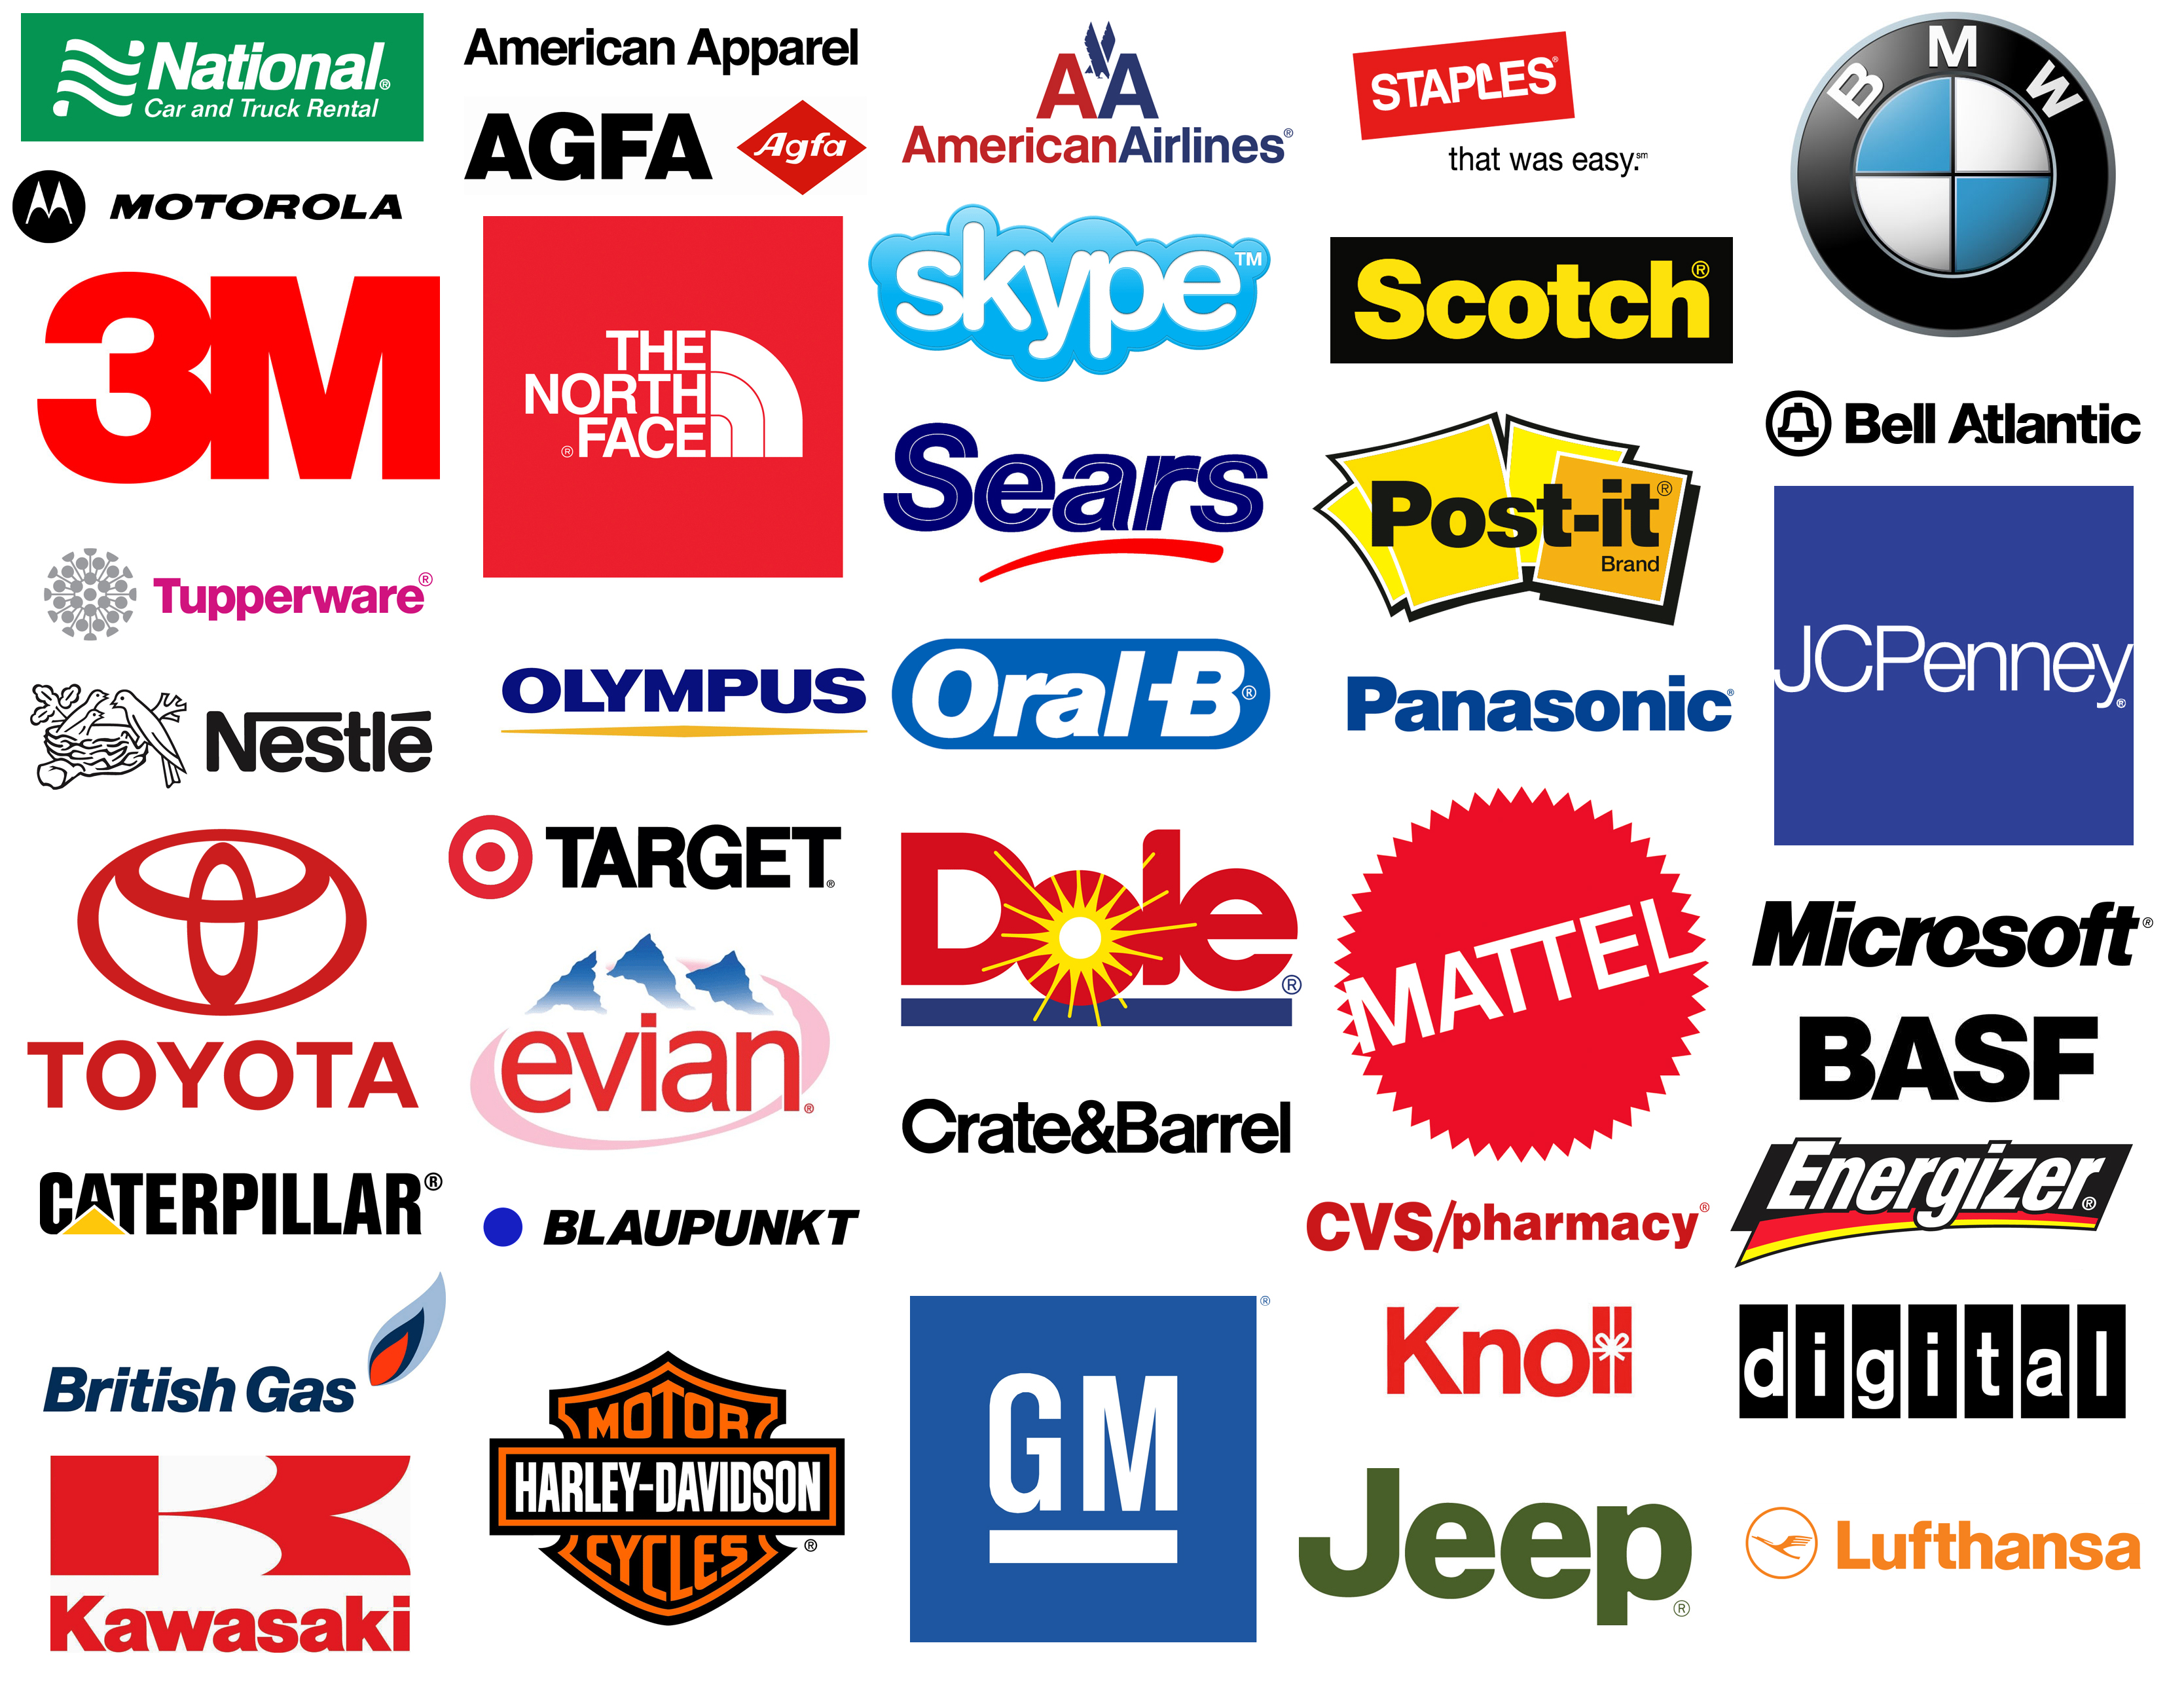 National®
Car and Truck Rental
MOTOROLA
3M
Tupperware®
Nestlé
TOYOTA
CATERPILLAR®
British Gas
Kawasaki
American Apparel
AGFA
Agfa
THE
NORTH
®FACE
OLYMPUS
TARGET®
evian®
BLAUPUNKT
MOTOR
HARLEY-DAVIDSON
CYCLES
®
AA
AmericanAirlines®
skype™
Sears
Oral-B®
Dole®
Crate&Barrel
GM®
STAPLES®
that was easy.℠
Scotch®
Post-it®
Brand
Panasonic®
MATTEL
CVS/pharmacy®
Knoll
Jeep®
BMW
Bell Atlantic
JCPenney®
Microsoft®
BASF
Energizer®
digital
Lufthansa